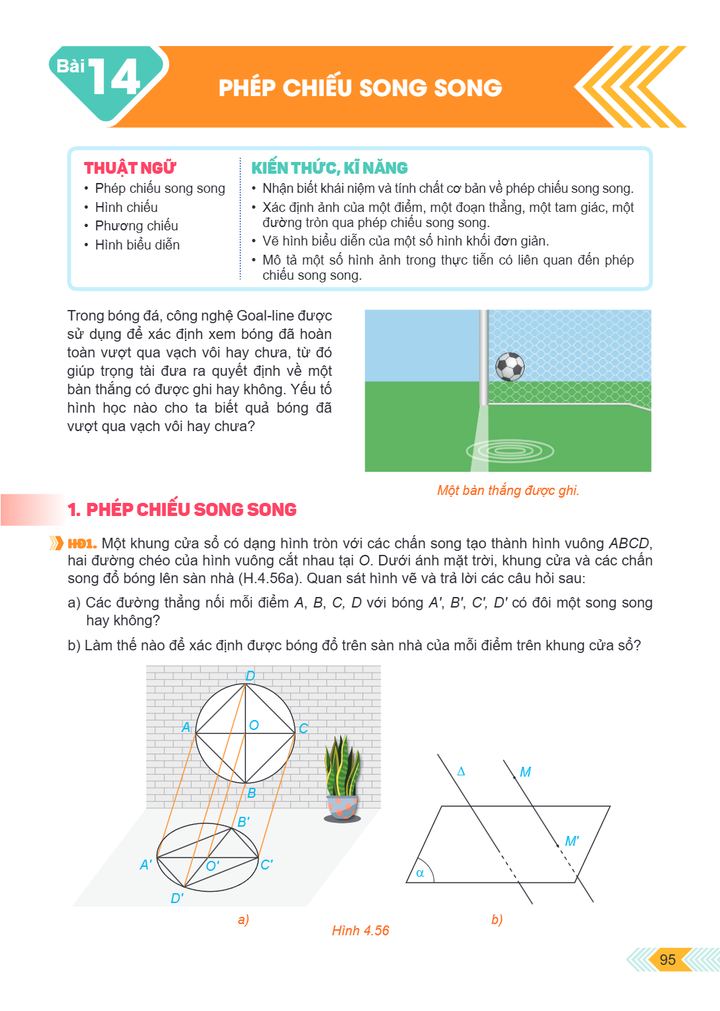 Bài 14
PHÉP CHIẾU SONG SONG
THUẬT NGỮ
• Phép chiếu song song
• Hình chiếu
• Phương chiếu
• Hình biểu diễn
KIẾN THỨC, KĨ NĂNG
• Nhận biết khái niệm và tính chất cơ bản về phép chiếu song song.
• Xác định ảnh của một điểm, một đoạn thẳng, một tam giác, một
đường tròn qua phép chiếu song song.
• Vẽ hình biểu diễn của một số hình khối đơn giản.
• Mô tả một số hình ảnh trong thực tiễn có liên quan đến phép
chiếu song song.
Trong bóng đá, công nghệ Goal-line được
sử dụng để xác định xem bóng đã hoàn
toàn vượt qua vạch vôi hay chưa, từ đó
giúp trọng tài đưa ra quyết định về một
bàn thắng có được ghi hay không. Yếu tố
hình học nào cho ta biết quả bóng đã
vượt qua vạch vôi hay chưa?
Một bàn thắng được ghi.
1. PHÉP CHIẾU SONG SONG
HĐ1. Một khung cửa sổ có dạng hình tròn với các chấn song tạo thành hình vuông ABCD,
hai đường chéo của hình vuông cắt nhau tại O. Dưới ánh mặt trời, khung cửa và các chấn
song đổ bóng lên sàn nhà (H.4.56a). Quan sát hình vẽ và trả lời các câu hỏi sau:
a) Các đường thẳng nối mỗi điểm A, B, C, D với bóng A', B', C', D' có đôi một song song
hay không?
b) Làm thế nào để xác định được bóng đổ trên sàn nhà của mỗi điểm trên khung cửa sổ?
D
A
O
C
B
B'
A'
O'
C'
D'
a)
Δ
M
M'
α
b)
Hình 4.56
95